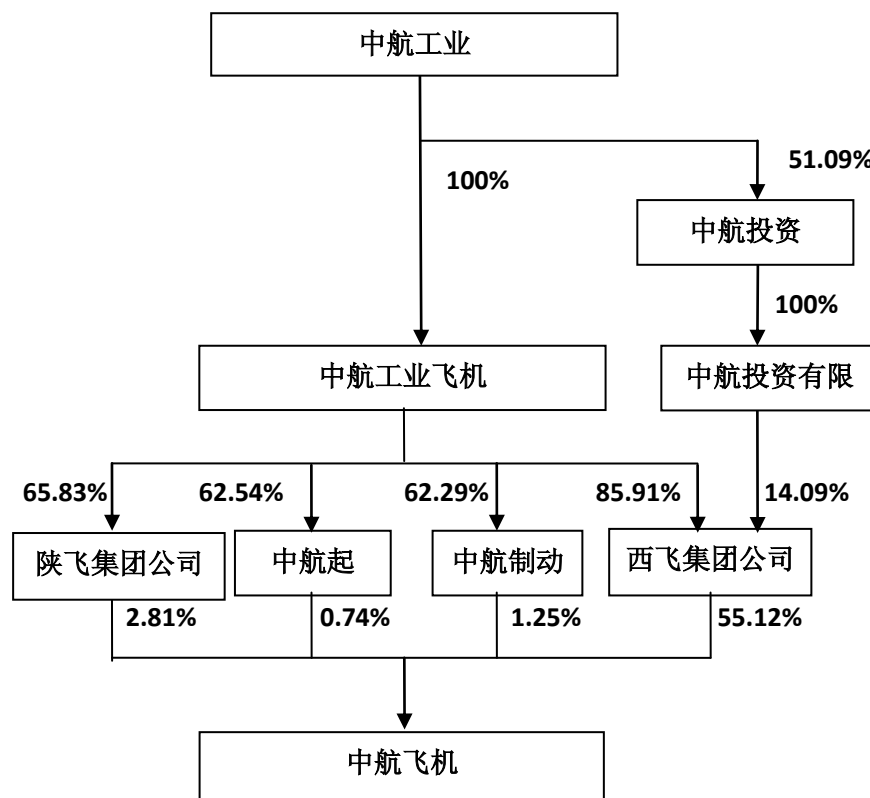 中航工业
51.09%
100%
中航投资
100%
中航工业飞机
中航投资有限
65.83%
62.54%
62.29%
85.91%
14.09%
陕飞集团公司
中航起
中航制动
西飞集团公司
2.81%
0.74%
1.25%
55.12%
中航飞机